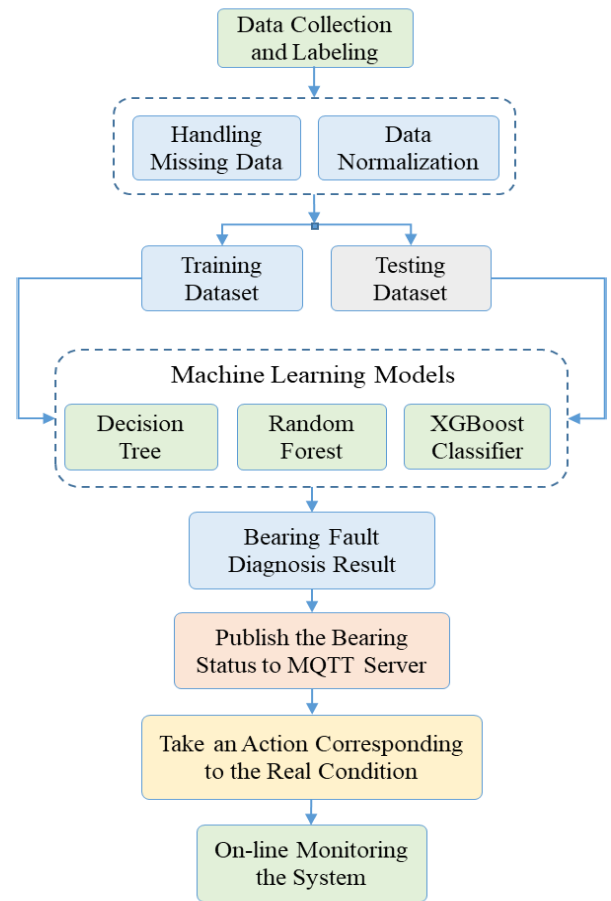 Data Collection
and Labeling
Handling
Missing Data
Data
Normalization
Training
Dataset
Testing
Dataset
Machine Learning Models
Decision
Tree
Random
Forest
XGBoost
Classifier
Bearing Fault
Diagnosis Result
Publish the Bearing
Status to MQTT Server
Take an Action Corresponding
to the Real Condition
On-line Monitoring
the System